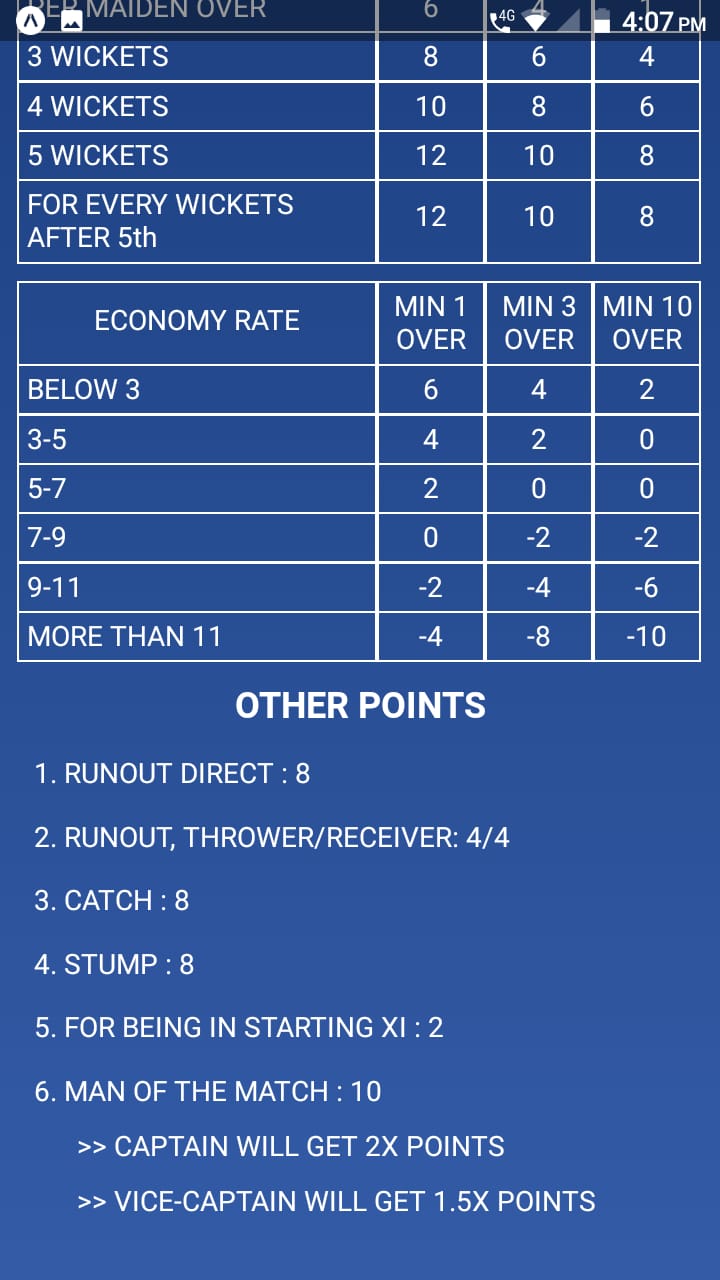 PER MAIDEN OVER 6 4 1
4G 4:07 PM
3 WICKETS 8 6 4
4 WICKETS 10 8 6
5 WICKETS 12 10 8
FOR EVERY WICKETS
AFTER 5th 12 10 8
ECONOMY RATE MIN 1 OVER MIN 3 OVER MIN 10 OVER
BELOW 3 6 4 2
3-5 4 2 0
5-7 2 0 0
7-9 0 -2 -2
9-11 -2 -4 -6
MORE THAN 11 -4 -8 -10
OTHER POINTS
1. RUNOUT DIRECT : 8
2. RUNOUT, THROWER/RECEIVER: 4/4
3. CATCH : 8
4. STUMP : 8
5. FOR BEING IN STARTING XI : 2
6. MAN OF THE MATCH : 10
>> CAPTAIN WILL GET 2X POINTS
>> VICE-CAPTAIN WILL GET 1.5X POINTS